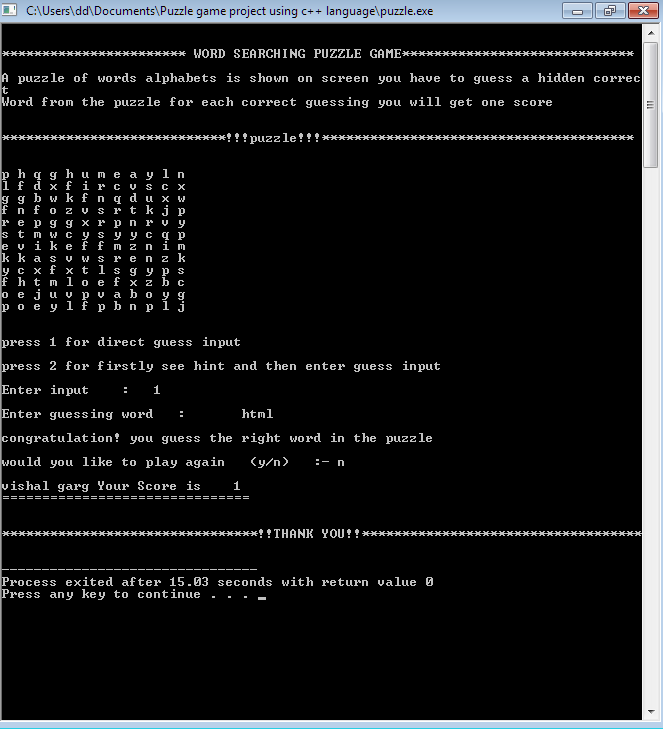 C:\Users\dd\Documents\Puzzle game project using c++ language\puzzle.exe
*********************** WORD SEARCHING PUZZLE GAME*****************************
A puzzle of words alphabets is shown on screen you have to guess a hidden correc
t
Word from the puzzle for each correct guessing you will get one score
****************************!!!puzzle!!!***************************************
p h q g h u m e a y l n
l f d x f i r c v s c x
g g b w k f n q d u x w
f n f o z v s r t k j p
r e p g g x r p n r v y
s t m w c y s y y c q p
e v i k e f f m z n i m
k k a s v w s r e n z k
y c x f x t l s g y p s
f h t m l o e f x z b c
o e j u v p v a b o y g
p o e y l f p b n p l j
press 1 for direct guess input
press 2 for firstly see hint and then enter guess input
Enter input    :   1
Enter guessing word   :       html
congratulation! you guess the right word in the puzzle
would you like to play again   (y/n)   :- n
vishal garg Your Score is    1
===============================
********************************!!THANK YOU!!***********************************
--------------------------------
Process exited after 15.03 seconds with return value 0
Press any key to continue . . . _